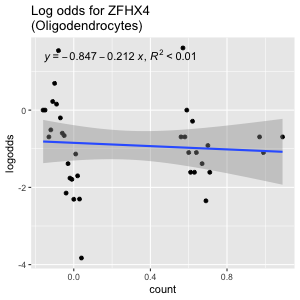 Log odds for ZFHX4
(Oligodendrocytes)
y = −0.847 −0.212 x, R² < 0.01
logodds
0
-2
-4
0.0 0.4 0.8
count